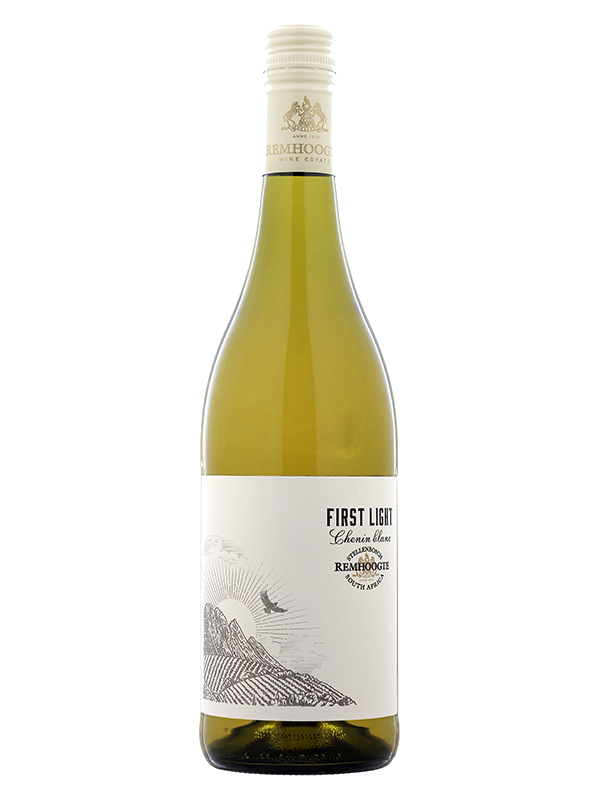 ANNO 1812
REMHOOGTE
WINE ESTATE
FIRST LIGHT
Chenin blanc
STELLENBOSCH
REMHOOGTE
SOUTH AFRICA